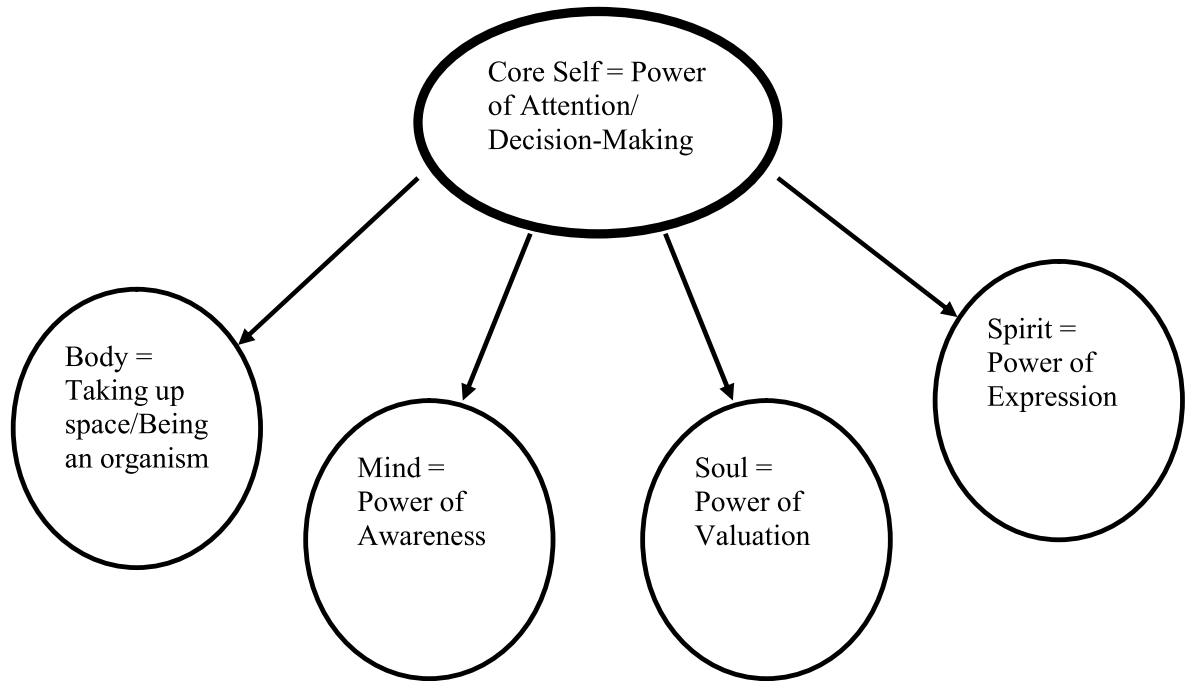 Core Self = Power
of Attention/
Decision-Making
Body =
Taking up
space/Being
an organism
Mind =
Power of
Awareness
Soul =
Power of
Valuation
Spirit =
Power of
Expression